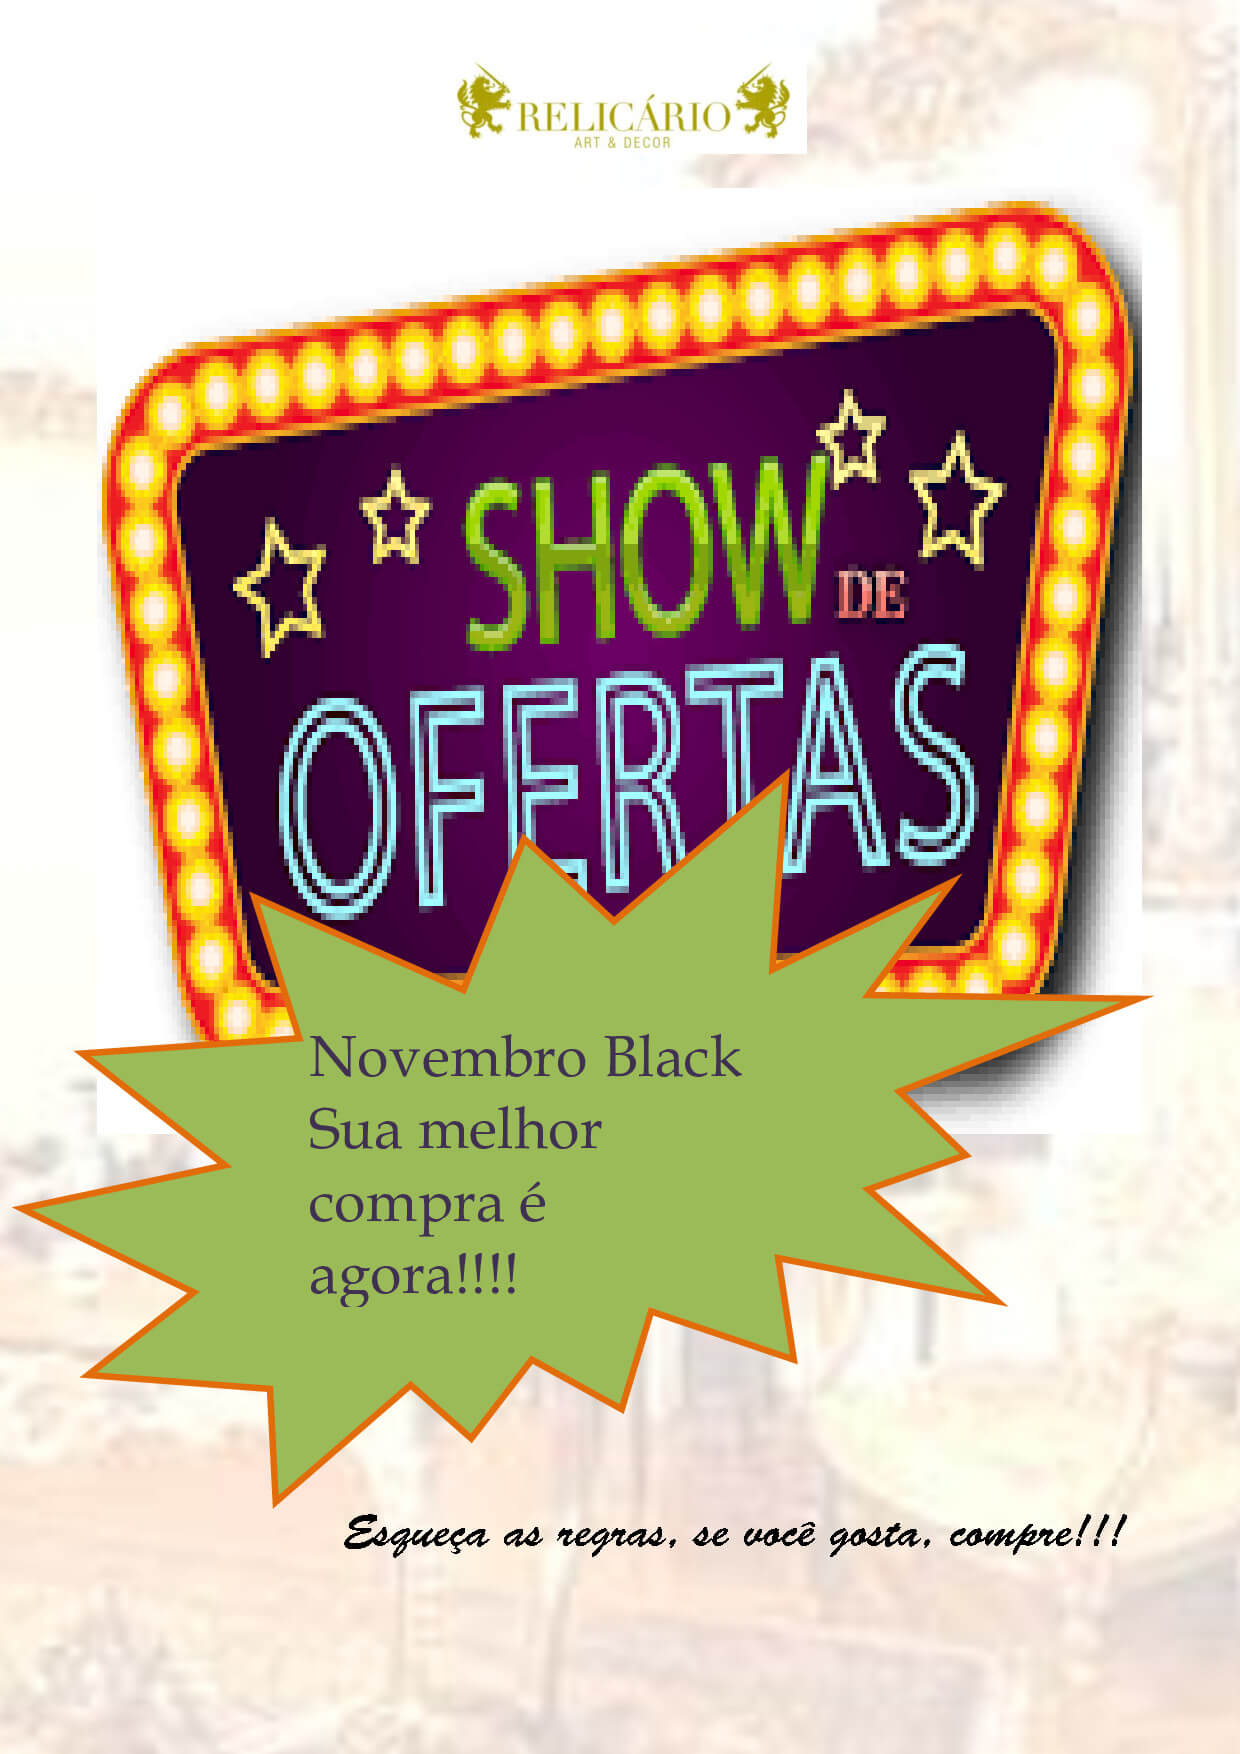 RELICÁRIO
ART & DECOR
SHOW DE
OFERTAS
Novembro Black
Sua melhor
compra é
agora!!!!
Esqueça as regras, se você gosta, compre!!!